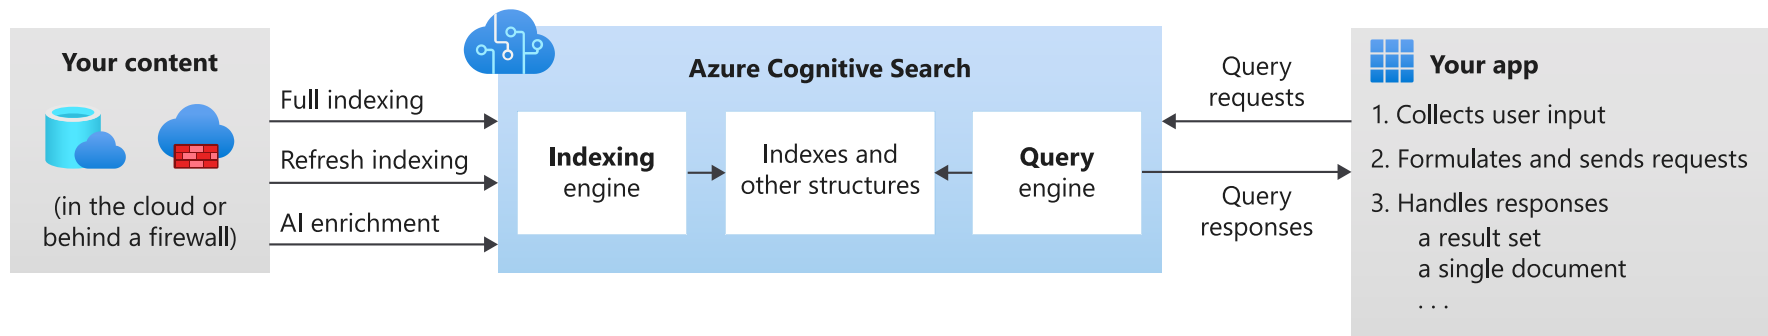 Your content
(in the cloud or
behind a firewall)
Full indexing
Refresh indexing
AI enrichment
Azure Cognitive Search
Indexing
engine
Indexes and
other structures
Query
engine
Query
requests
Query
responses
Your app
1. Collects user input
2. Formulates and sends requests
3. Handles responses
a result set
a single document
. . .